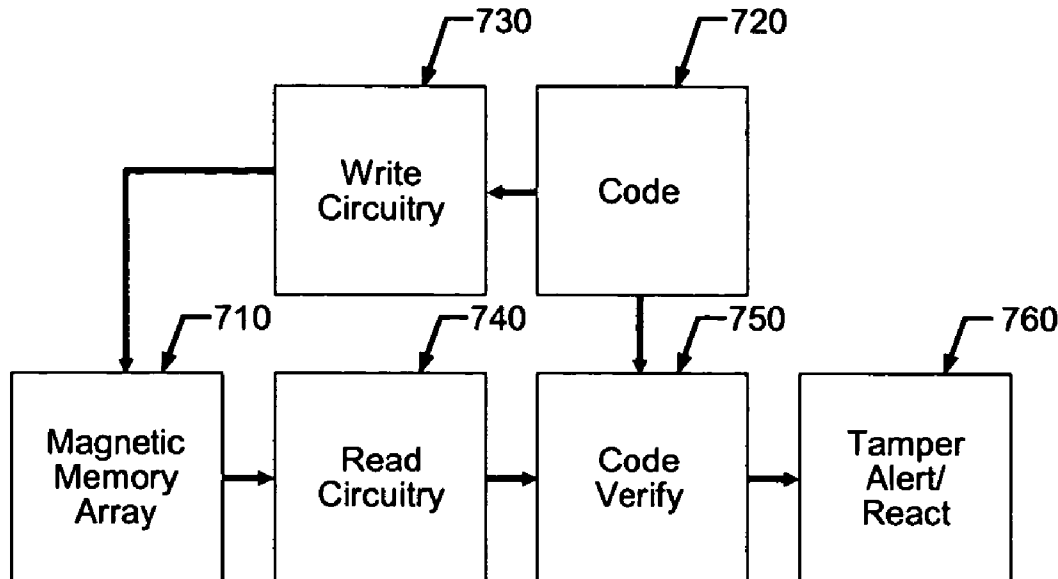 730
720
Write
Circuitry
Code
710
740
750
760
Magnetic
Memory
Array
Read
Circuitry
Code
Verify
Tamper
Alert/
React